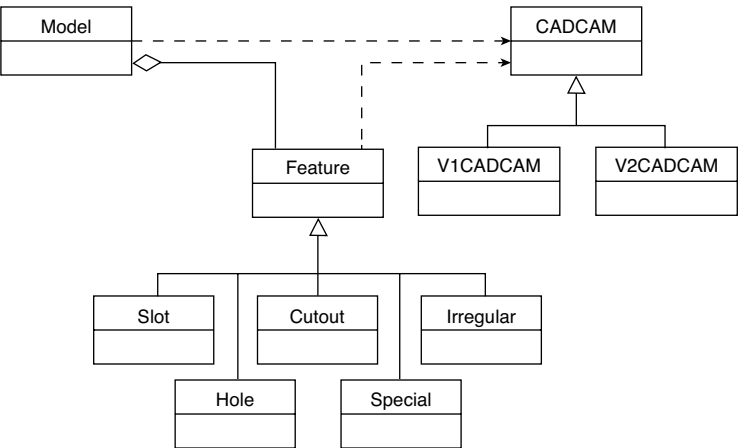 Model
CADCAM
Feature
V1CADCAM
V2CADCAM
Slot
Cutout
Irregular
Hole
Special